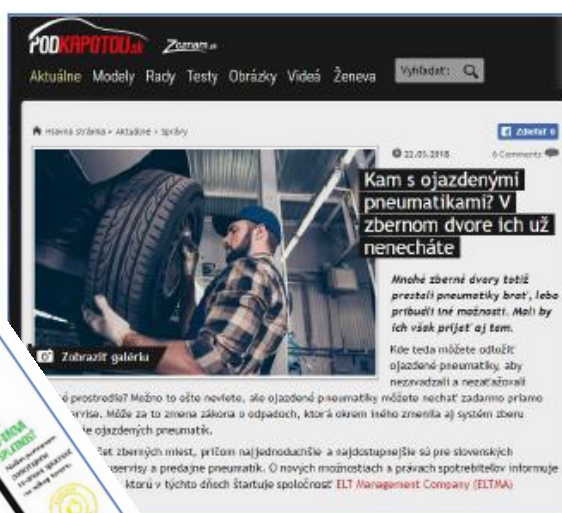 PODKAPOTOU.sk Zoznam.sk
Aktuálne Modely Rady Testy Obrázky Videá Ženeva Vyhľadať:
Hlavná stránka » Aktuálne » Správy
Zdieľať 6
22.03.2018 6 Comments
Kam s ojazdenými
pneumatikami? V
zbernom dvore ich už
nenecháte
Mnohé zberné dvory totiž
prestali pneumatiky brať, lebo
pribudli iné možnosti. Mali by
ich však prijať aj tam.
Kde teda môžete odložiť
ojazdené pneumatiky, aby
nezavadzali a nezaťažovali
Zobraziť galériu
é prostredie? Možno to ešte neviete, ale ojazdené pneumatiky môžete nechať zadarmo priamo
Môže za to zmena zákona o odpadoch, ktorá okrem iného zmenila aj systém zberu
ojazdených pneumatík.
zberných miest, pričom najjednoduchšie a najdostupnejšie sú pre slovenských
a predajne pneumatík. O nových možnostiach a právach spotrebiteľov informuje
ktorú v týchto dňoch štartuje spoločnosť ELT Management Company (ELTMA)